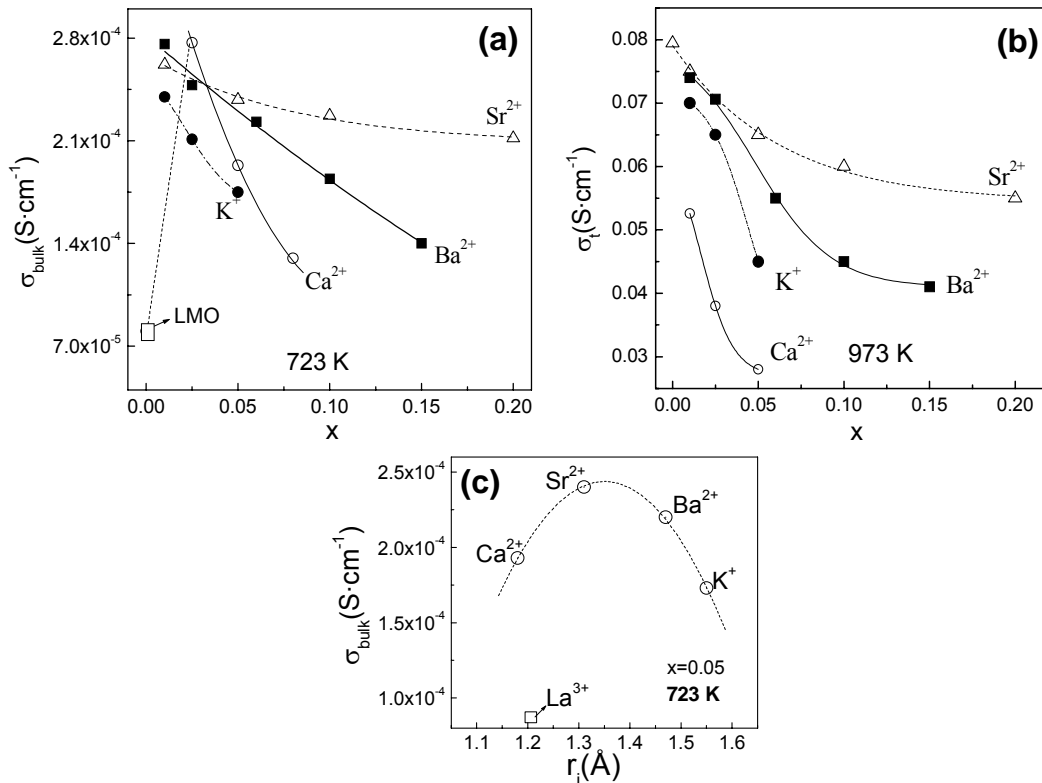 (a)
2.8x10⁻⁴
2.1x10⁻⁴
1.4x10⁻⁴
7.0x10⁻⁵
σbulk(S·cm⁻¹)
Sr²⁺
K⁺
Ba²⁺
Ca²⁺
LMO
723 K
0.00 0.05 0.10 0.15 0.20
x
(b)
0.08
0.07
0.06
0.05
0.04
0.03
σt(S·cm⁻¹)
Sr²⁺
K⁺
Ba²⁺
Ca²⁺
973 K
0.00 0.05 0.10 0.15 0.20
x
(c)
2.5x10⁻⁴
2.0x10⁻⁴
1.5x10⁻⁴
1.0x10⁻⁴
σbulk(S·cm⁻¹)
Sr²⁺
Ba²⁺
Ca²⁺
K⁺
x=0.05
723 K
La³⁺
1.1 1.2 1.3 1.4 1.5 1.6
ri(Å)